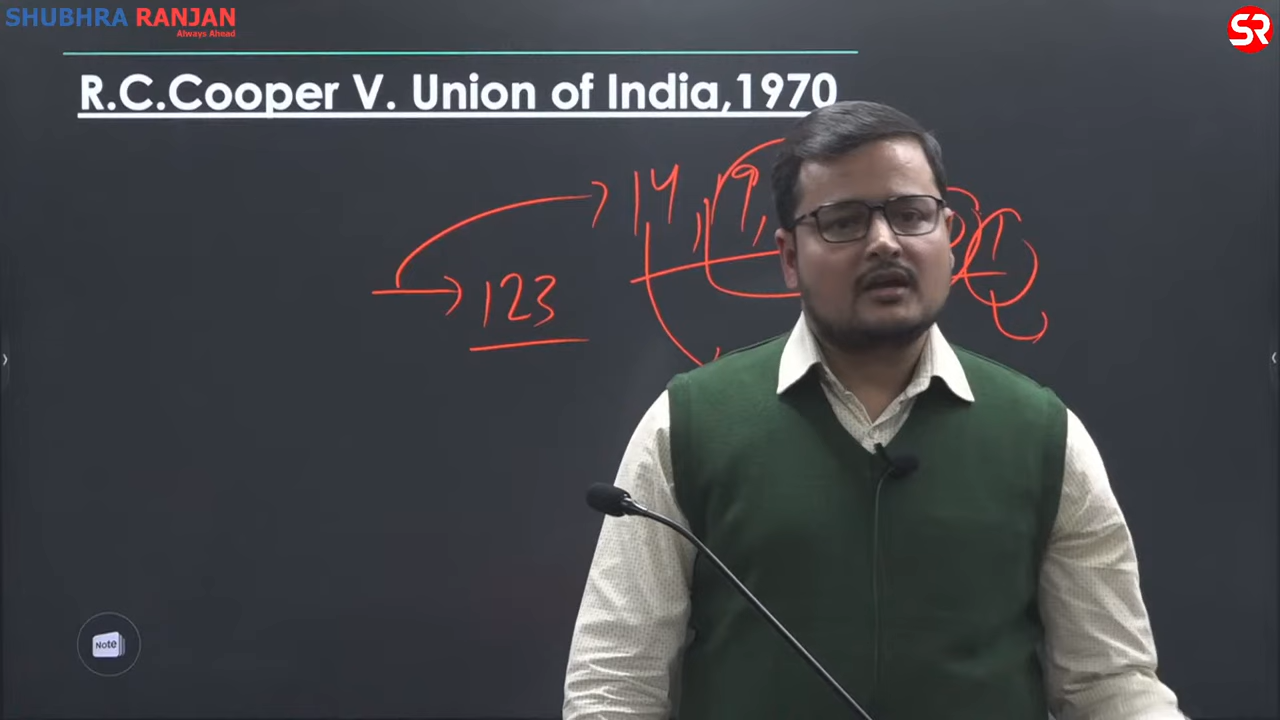 SHUBHRA RANJAN
Always Ahead
SR
R.C.Cooper V. Union of India,1970
14, 19,
123
Note